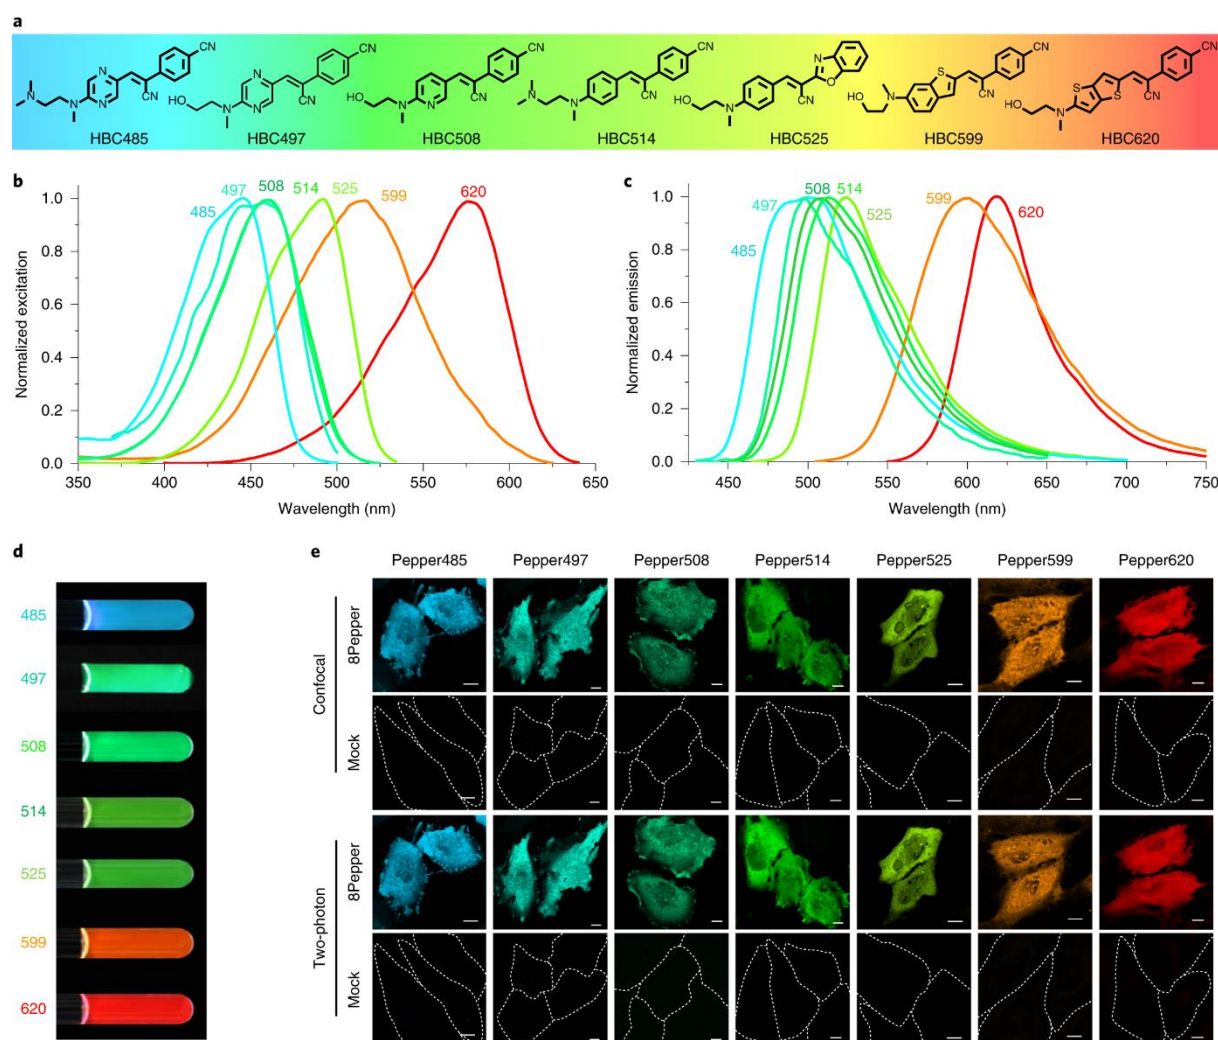 a
CN
N
N
N
N
CN
HBC485
CN
N
N
HO
N
CN
HBC497
CN
HO
N
N
CN
HBC508
CN
N
N
CN
HBC514
N
O
HO
N
CN
HBC525
CN
S
N
HO
CN
HBC599
CN
S
S
HO
N
CN
HBC620
b
485
497
508
514
525
599
620
Normalized excitation
1.0
0.8
0.6
0.4
0.2
0.0
350 400 450 500 550 600 650
Wavelength (nm)
c
485
497
508
514
525
599
620
Normalized emission
1.0
0.8
0.6
0.4
0.2
0.0
450 500 550 600 650 700 750
Wavelength (nm)
d
485
497
508
514
525
599
620
e
Pepper485 Pepper497 Pepper508 Pepper514 Pepper525 Pepper599 Pepper620
Confocal
8Pepper
Mock
Two-photon
8Pepper
Mock